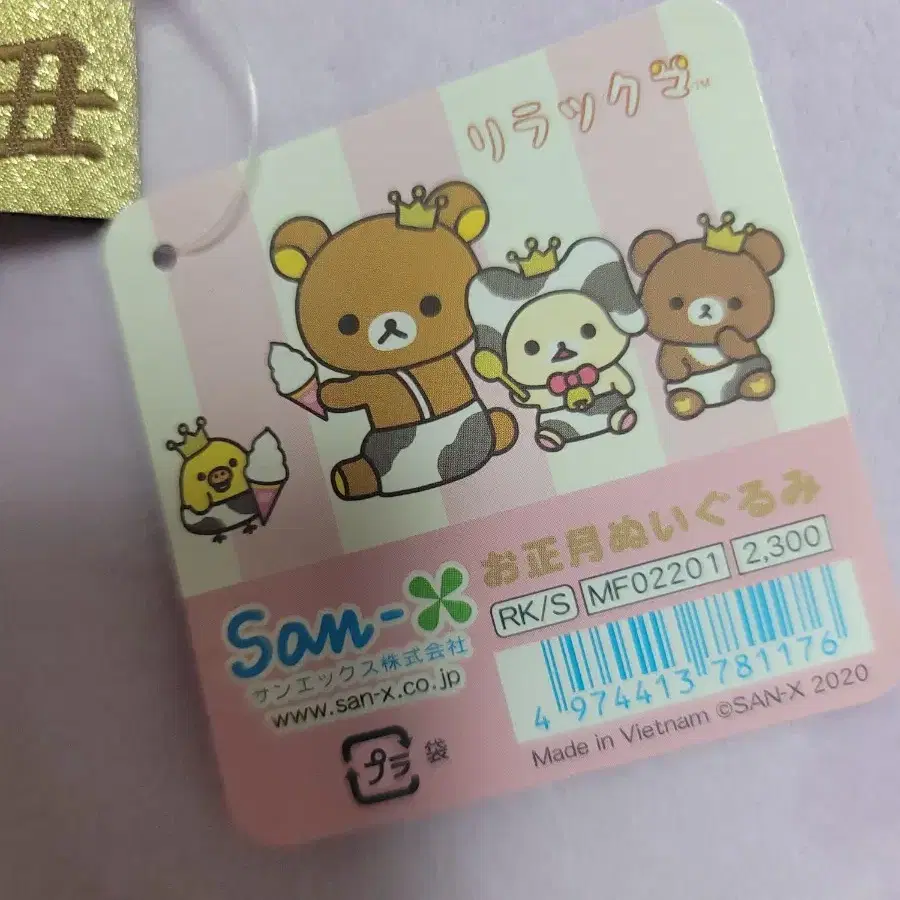 丑
リラックマ™
お正月ぬいぐるみ
RK/S MF02201 2,300
San-X
サンエックス株式会社
www.san-x.co.jp
4 974413 781176
Made in Vietnam ©SAN-X 2020
プラ 袋